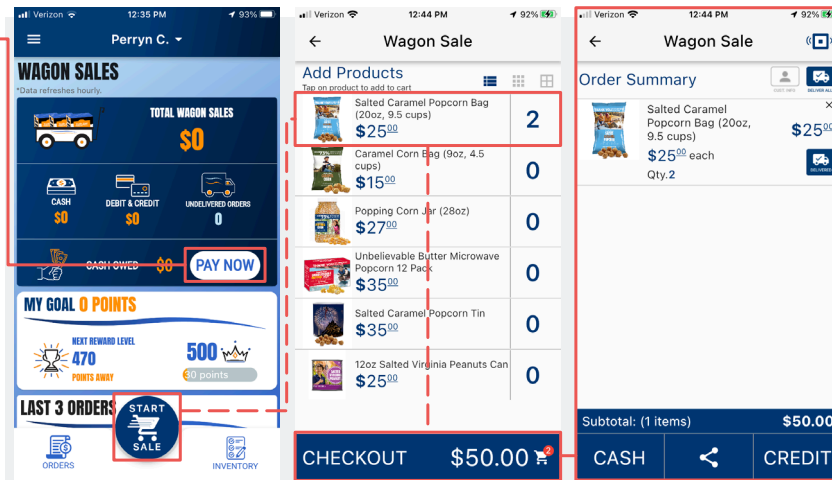 Verizon 12:35 PM 93%
Perryn C.
WAGON SALES
*Data refreshes hourly.
TOTAL WAGON SALES
$0
CASH
$0
DEBIT & CREDIT
$0
UNDELIVERED ORDERS
0
CASH OWED $0 PAY NOW
MY GOAL 0 POINTS
NEXT REWARD LEVEL
470
POINTS AWAY
500
30 points
LAST 3 ORDERS
START
SALE
ORDERS
INVENTORY
Verizon 12:44 PM 92%
Wagon Sale
Add Products
Tap on product to add to cart
Salted Caramel Popcorn Bag
(20oz, 9.5 cups)
$25.00
2
Caramel Corn Bag (9oz, 4.5
cups)
$15.00
0
Popping Corn Jar (28oz)
$27.00
0
Unbelievable Butter Microwave
Popcorn 12 Pack
$35.00
0
Salted Caramel Popcorn Tin
$35.00
0
12oz Salted Virginia Peanuts Can
$25.00
0
CHECKOUT $50.00 2
Verizon 12:44 PM 92%
Wagon Sale
Order Summary
CUST. INFO
DELIVER ALL
Salted Caramel
Popcorn Bag (20oz,
9.5 cups)
$25.00 each
Qty.2
$25.00
DELIVERED
Subtotal: (1 items) $50.00
CASH
CREDIT